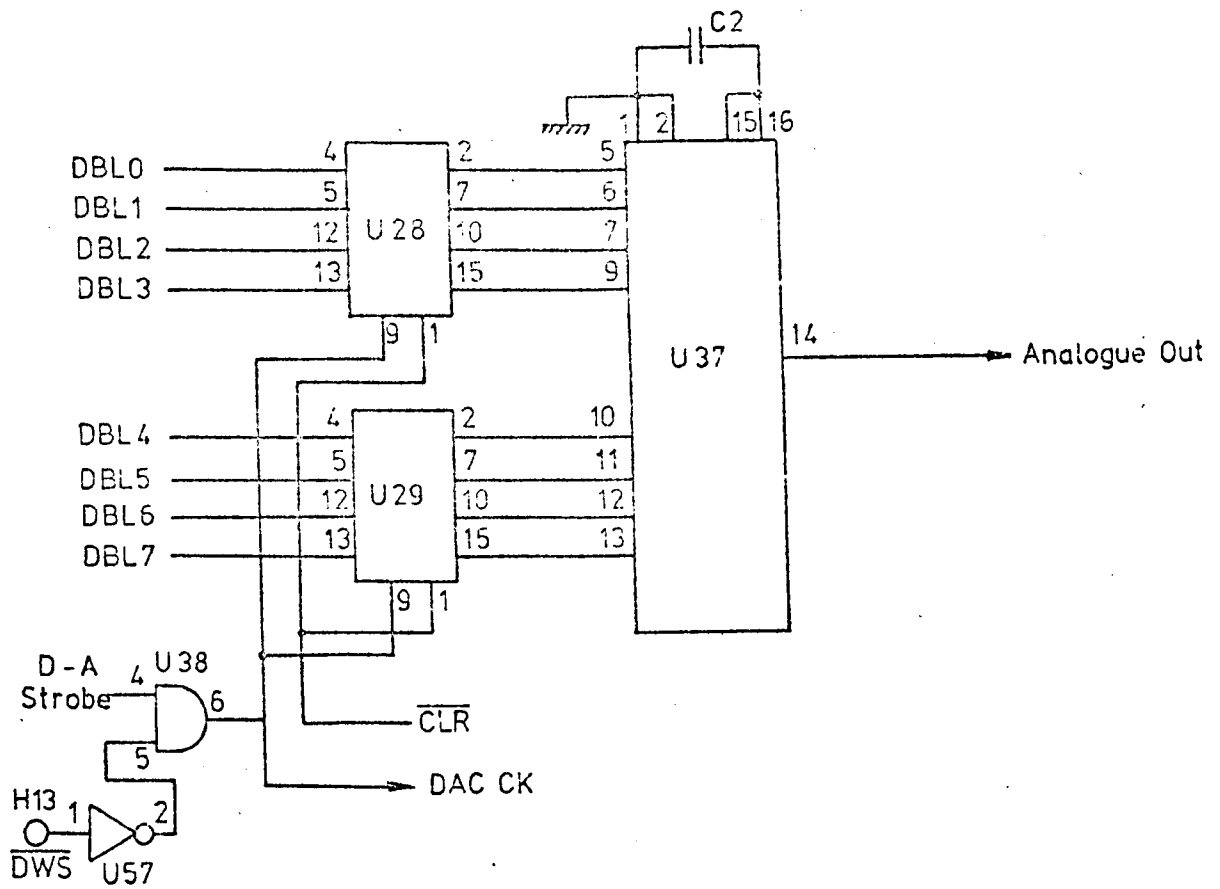 C2
1 2 15 16
DBL0 4 2 5
DBL1 5 7 6
DBL2 12 U28 10 7
DBL3 13 15 9
9 1
U37 14 Analogue Out
DBL4 4 2 10
DBL5 5 7 11
DBL6 12 U29 10 12
DBL7 13 15 13
9 1
D-A Strobe 4 U38 6
5
CLR
DAC CK
H13 1 2
DWS U57